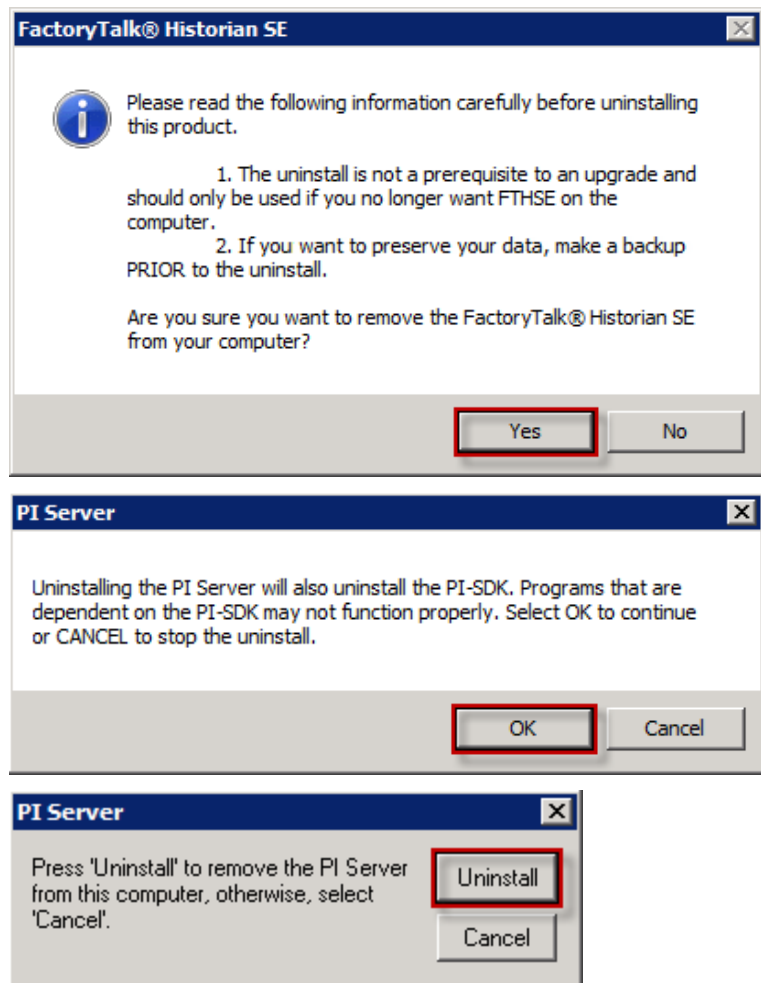 FactoryTalk® Historian SE
Please read the following information carefully before uninstalling
this product.
1. The uninstall is not a prerequisite to an upgrade and
should only be used if you no longer want FTHSE on the
computer.
2. If you want to preserve your data, make a backup
PRIOR to the uninstall.
Are you sure you want to remove the FactoryTalk® Historian SE
from your computer?
Yes
No
PI Server
Uninstalling the PI Server will also uninstall the PI-SDK. Programs that are
dependent on the PI-SDK may not function properly. Select OK to continue
or CANCEL to stop the uninstall.
OK
Cancel
PI Server
Press 'Uninstall' to remove the PI Server
from this computer, otherwise, select
'Cancel'.
Uninstall
Cancel